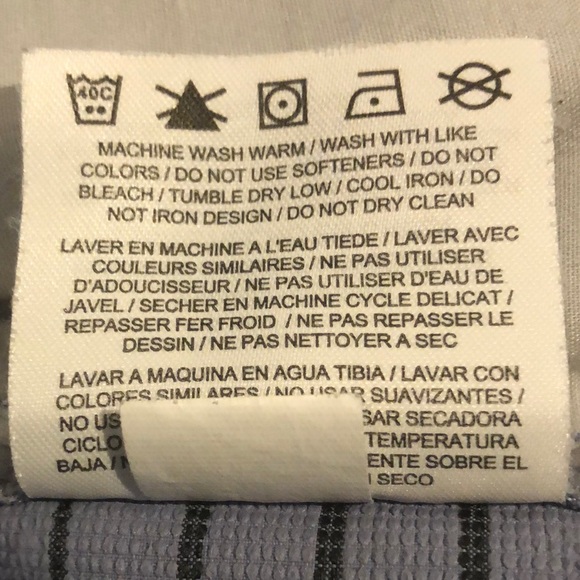 40C
MACHINE WASH WARM / WASH WITH LIKE
COLORS / DO NOT USE SOFTENERS / DO NOT
BLEACH / TUMBLE DRY LOW / COOL IRON / DO
NOT IRON DESIGN / DO NOT DRY CLEAN
LAVER EN MACHINE A L'EAU TIEDE / LAVER AVEC
COULEURS SIMILAIRES / NE PAS UTILISER
D'ADOUCISSEUR / NE PAS UTILISER D'EAU DE
JAVEL / SECHER EN MACHINE CYCLE DELICAT /
REPASSER FER FROID / NE PAS REPASSER LE
DESSIN / NE PAS NETTOYER A SEC
LAVAR A MAQUINA EN AGUA TIBIA / LAVAR CON
COLORES SIMILARES / NO USAR SUAVIZANTES /
NO US SAR SECADORA
CICLO TEMPERATURA
BAJA / ENTE SOBRE EL
SECO